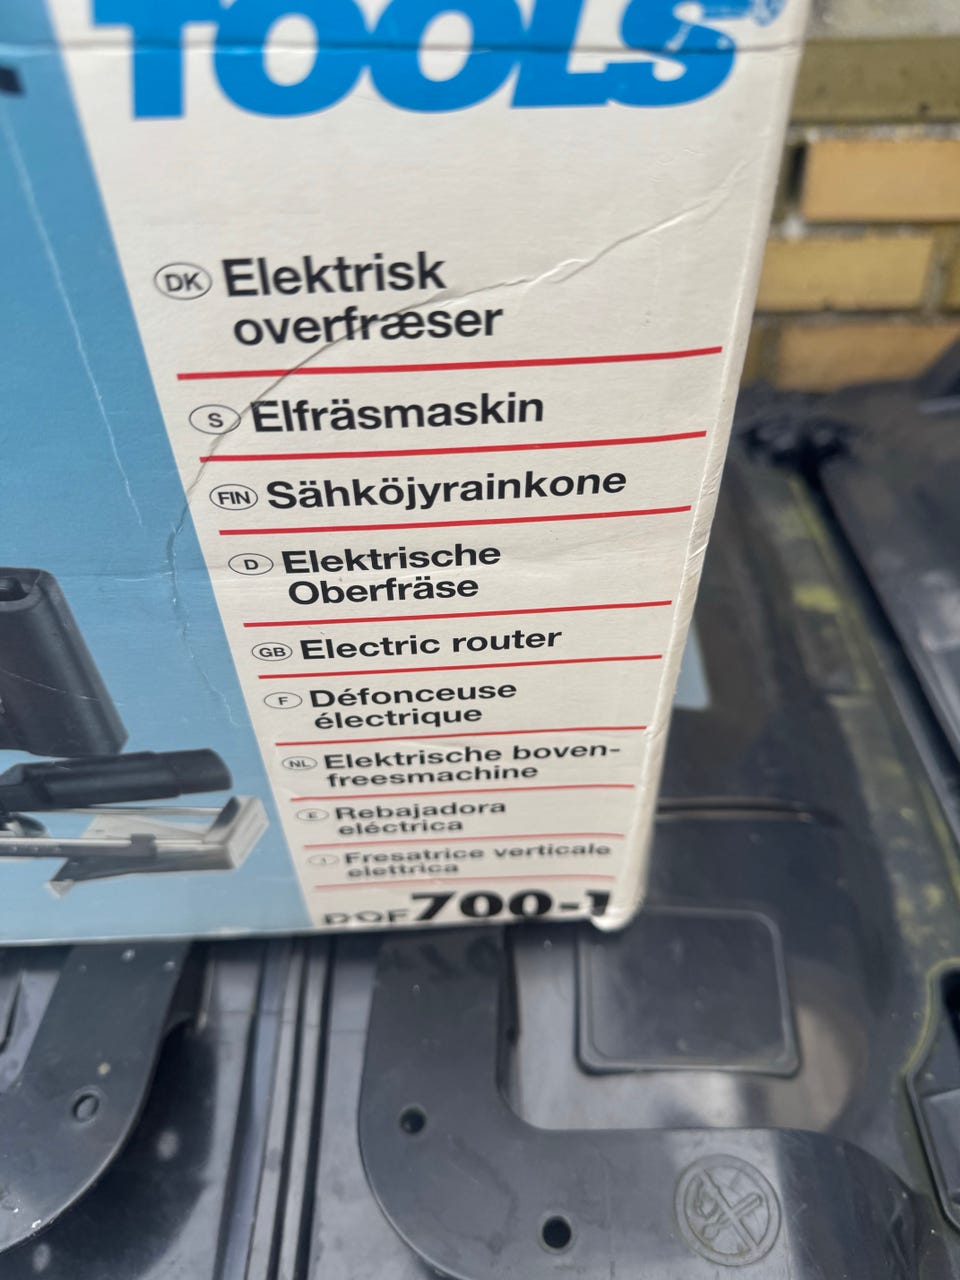 TOOLS
DK Elektrisk
overfræser
S Elfräsmaskin
FIN Sähköjyrainkone
D Elektrische
Oberfräse
GB Electric router
F Défonceuse
électrique
NL Elektrische boven-
freesmachine
E Rebajadora
eléctrica
I Fresatrice verticale
elettrica
700-1